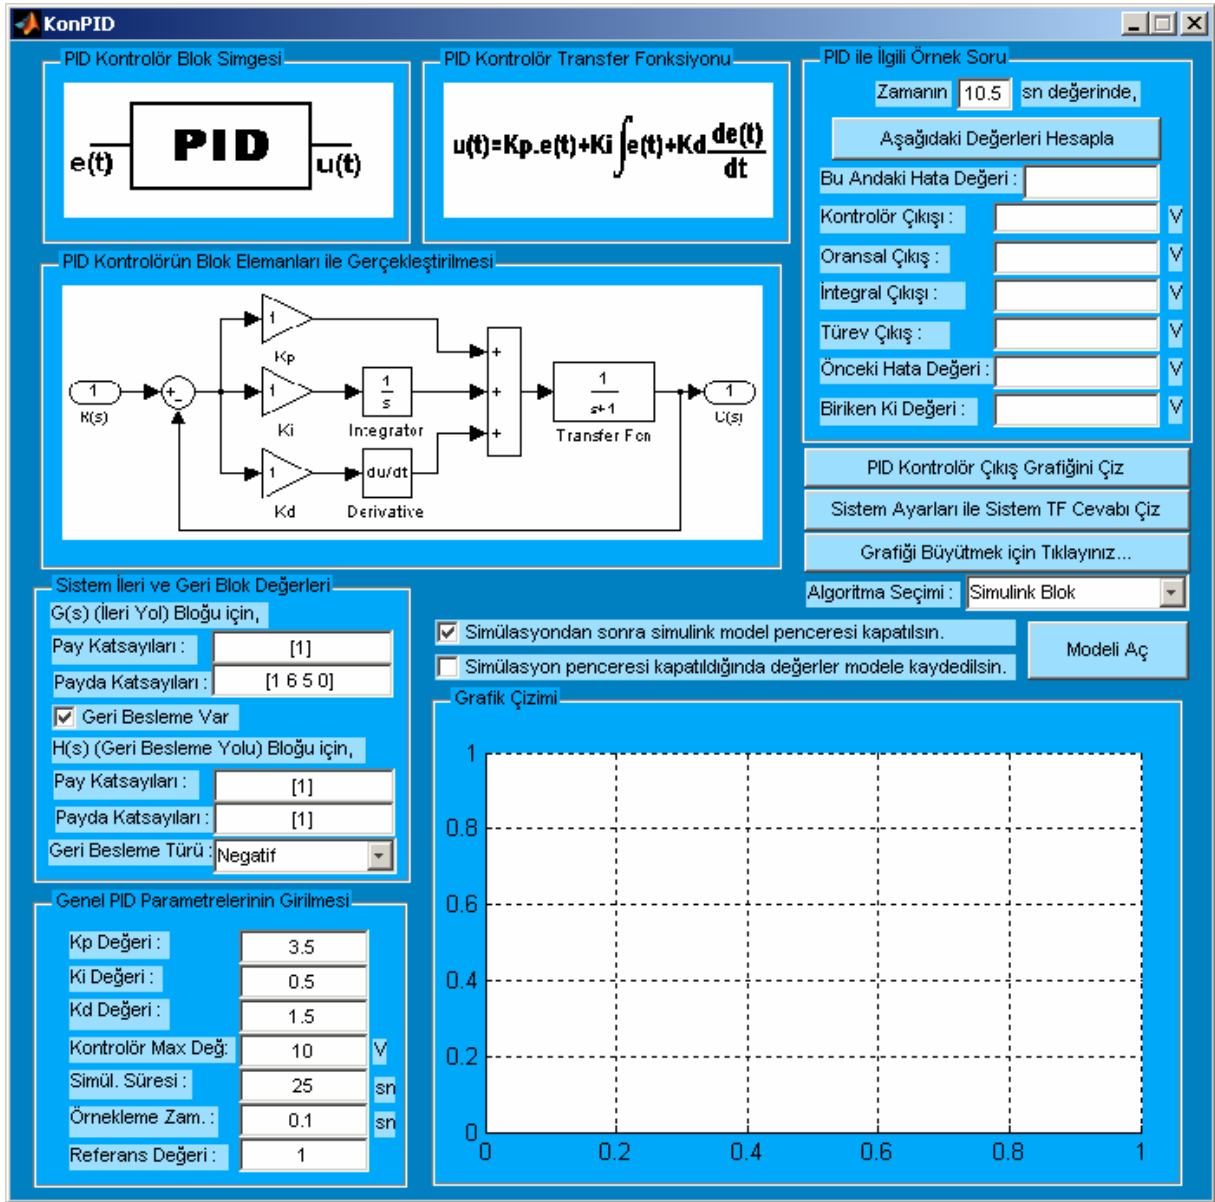 KonPID
PID Kontrolör Blok Simgesi
e(t)
PID
u(t)
PID Kontrolör Transfer Fonksiyonu
u(t)=Kp.e(t)+Ki∫e(t)+Kd de(t)/dt
PID ile İlgili Örnek Soru
Zamanın 10.5 sn değerinde,
Aşağıdaki Değerleri Hesapla
Bu Andaki Hata Değeri :
Kontrolör Çıkışı : V
Oransal Çıkış : V
İntegral Çıkışı : V
Türev Çıkış : V
Önceki Hata Değeri : V
Biriken Ki Değeri : V
PID Kontrolörün Blok Elemanları ile Gerçekleştirilmesi
1
R(s)
+
-
1
Kp
1
Ki
1
Kd
1
s
Integrator
du/dt
Derivative
+
+
+
1
s+1
Transfer Fcn
1
C(s)
PID Kontrolör Çıkış Grafiğini Çiz
Sistem Ayarları ile Sistem TF Cevabı Çiz
Grafiği Büyütmek için Tıklayınız...
Algoritma Seçimi : Simulink Blok
Sistem İleri ve Geri Blok Değerleri
G(s) (İleri Yol) Bloğu için,
Pay Katsayıları : [1]
Payda Katsayıları : [1 6 5 0]
Geri Besleme Var
H(s) (Geri Besleme Yolu) Bloğu için,
Pay Katsayıları : [1]
Payda Katsayıları : [1]
Geri Besleme Türü : Negatif
Simülasyondan sonra simulink model penceresi kapatılsın.
Simülasyon penceresi kapatıldığında değerler modele kaydedilsin.
Modeli Aç
Genel PID Parametrelerinin Girilmesi
Kp Değeri : 3.5
Ki Değeri : 0.5
Kd Değeri : 1.5
Kontrolör Max Değ: 10 V
Simül. Süresi : 25 sn
Örnekleme Zam. : 0.1 sn
Referans Değeri : 1
Grafik Çizimi
1
0.8
0.6
0.4
0.2
0
0 0.2 0.4 0.6 0.8 1